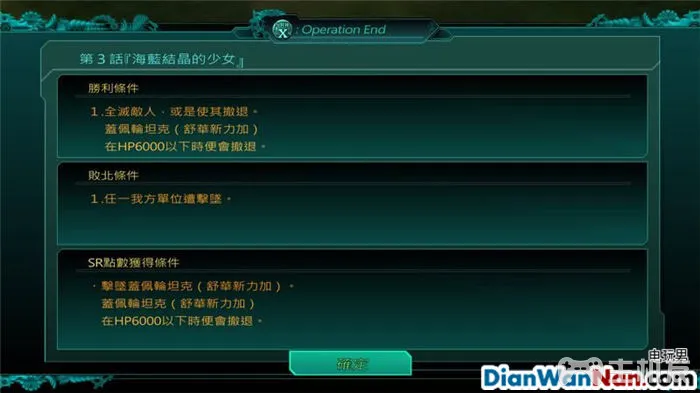 : Operation End
第3話『海藍結晶的少女』
勝利條件
1.全滅敵人，或是使其撤退。
蓋佩輪坦克(舒華新力加)
在HP6000以下時便會撤退。
敗北條件
1.任一我方單位遭擊墜。
SR點數獲得條件
·擊墜蓋佩輪坦克(舒華新力加)。
蓋佩輪坦克(舒華新力加)
在HP6000以下時便會撤退。
確定
电玩男
DianWanNan.com